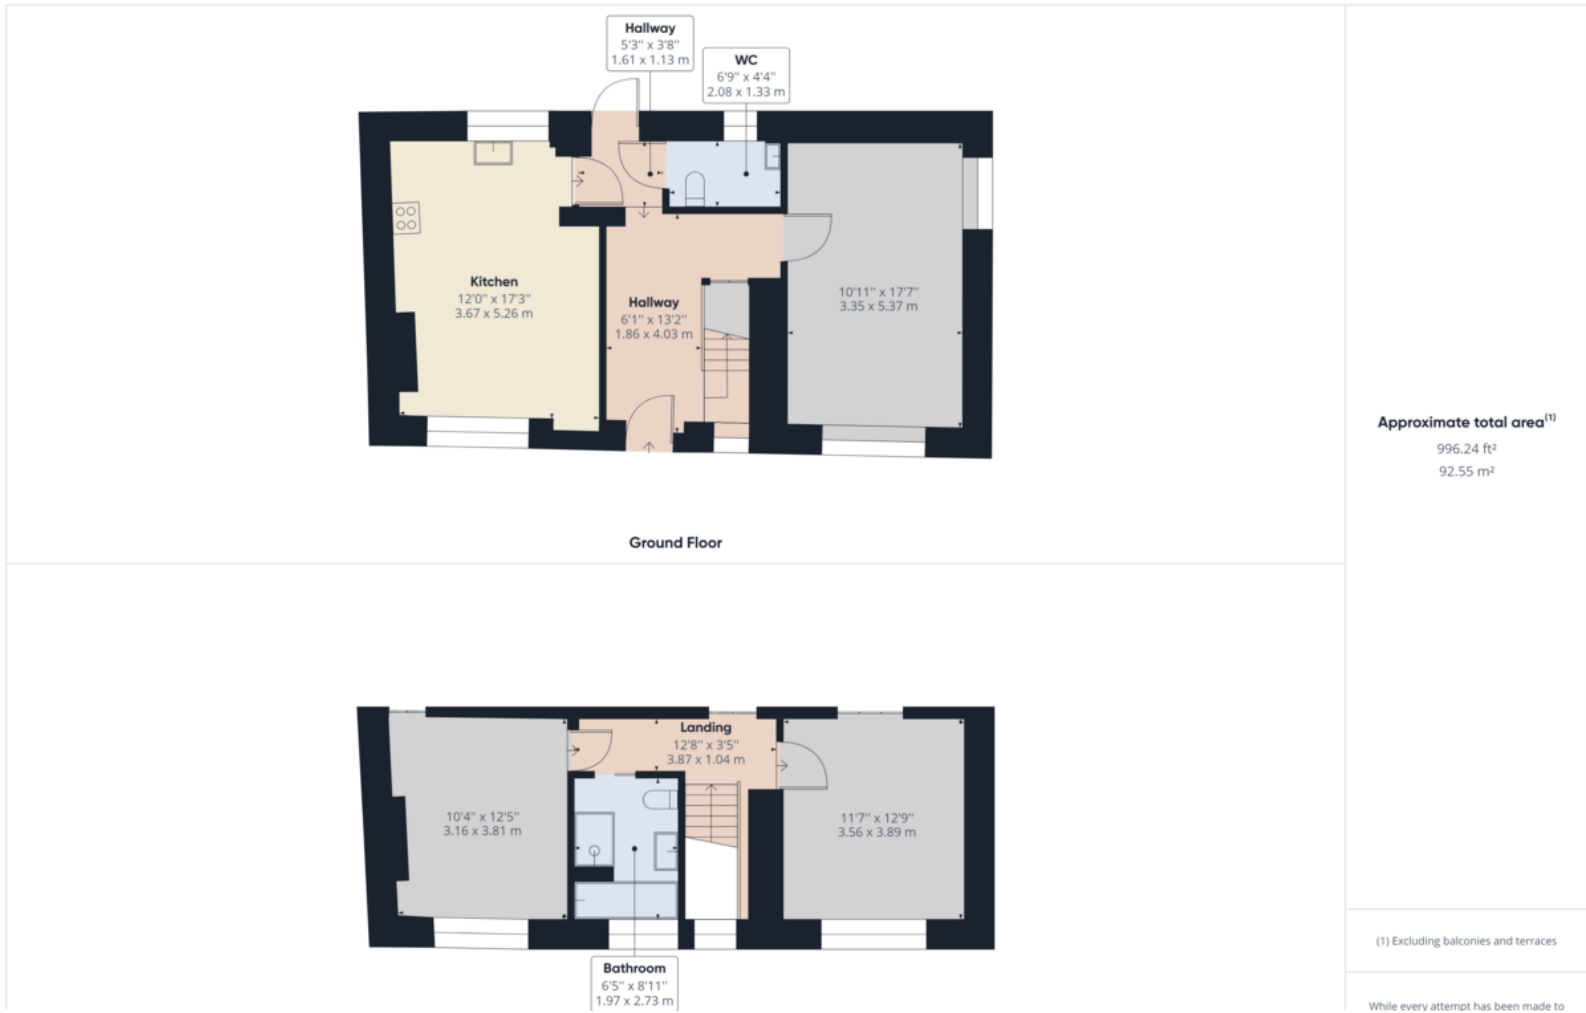 Hallway
5'3" x 3'8"
1.61 x 1.13 m
WC
6'9" x 4'4"
2.08 x 1.33 m
Kitchen
12'0" x 17'3"
3.67 x 5.26 m
Hallway
6'1" x 13'2"
1.86 x 4.03 m
10'11" x 17'7"
3.35 x 5.37 m
Ground Floor
Approximate total area(1)
996.24 ft²
92.55 m²
Landing
12'8" x 3'5"
3.87 x 1.04 m
10'4" x 12'5"
3.16 x 3.81 m
11'7" x 12'9"
3.56 x 3.89 m
Bathroom
6'5" x 8'11"
1.97 x 2.73 m
(1) Excluding balconies and terraces
While every attempt has been made to